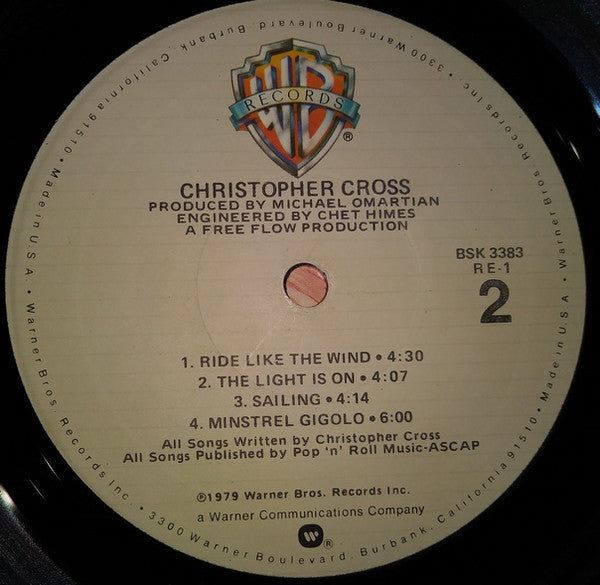 WB
RECORDS
®
CHRISTOPHER CROSS
PRODUCED BY MICHAEL OMARTIAN
ENGINEERED BY CHET HIMES
A FREE FLOW PRODUCTION
BSK 3383
RE-1
2
1. RIDE LIKE THE WIND • 4:30
2. THE LIGHT IS ON • 4:07
3. SAILING • 4:14
4. MINSTREL GIGOLO • 6:00
All Songs Written by Christopher Cross
All Songs Published by Pop 'n' Roll Music-ASCAP
℗1979 Warner Bros. Records Inc.
a Warner Communications Company
W®
Warner Bros. Records Inc. • 3300 Warner Boulevard, Burbank, California 91510 • Made in U.S.A. • Warner Bros. Records Inc. • 3300 Warner Boulevard, Burbank, California 91510 • Made in U.S.A. •